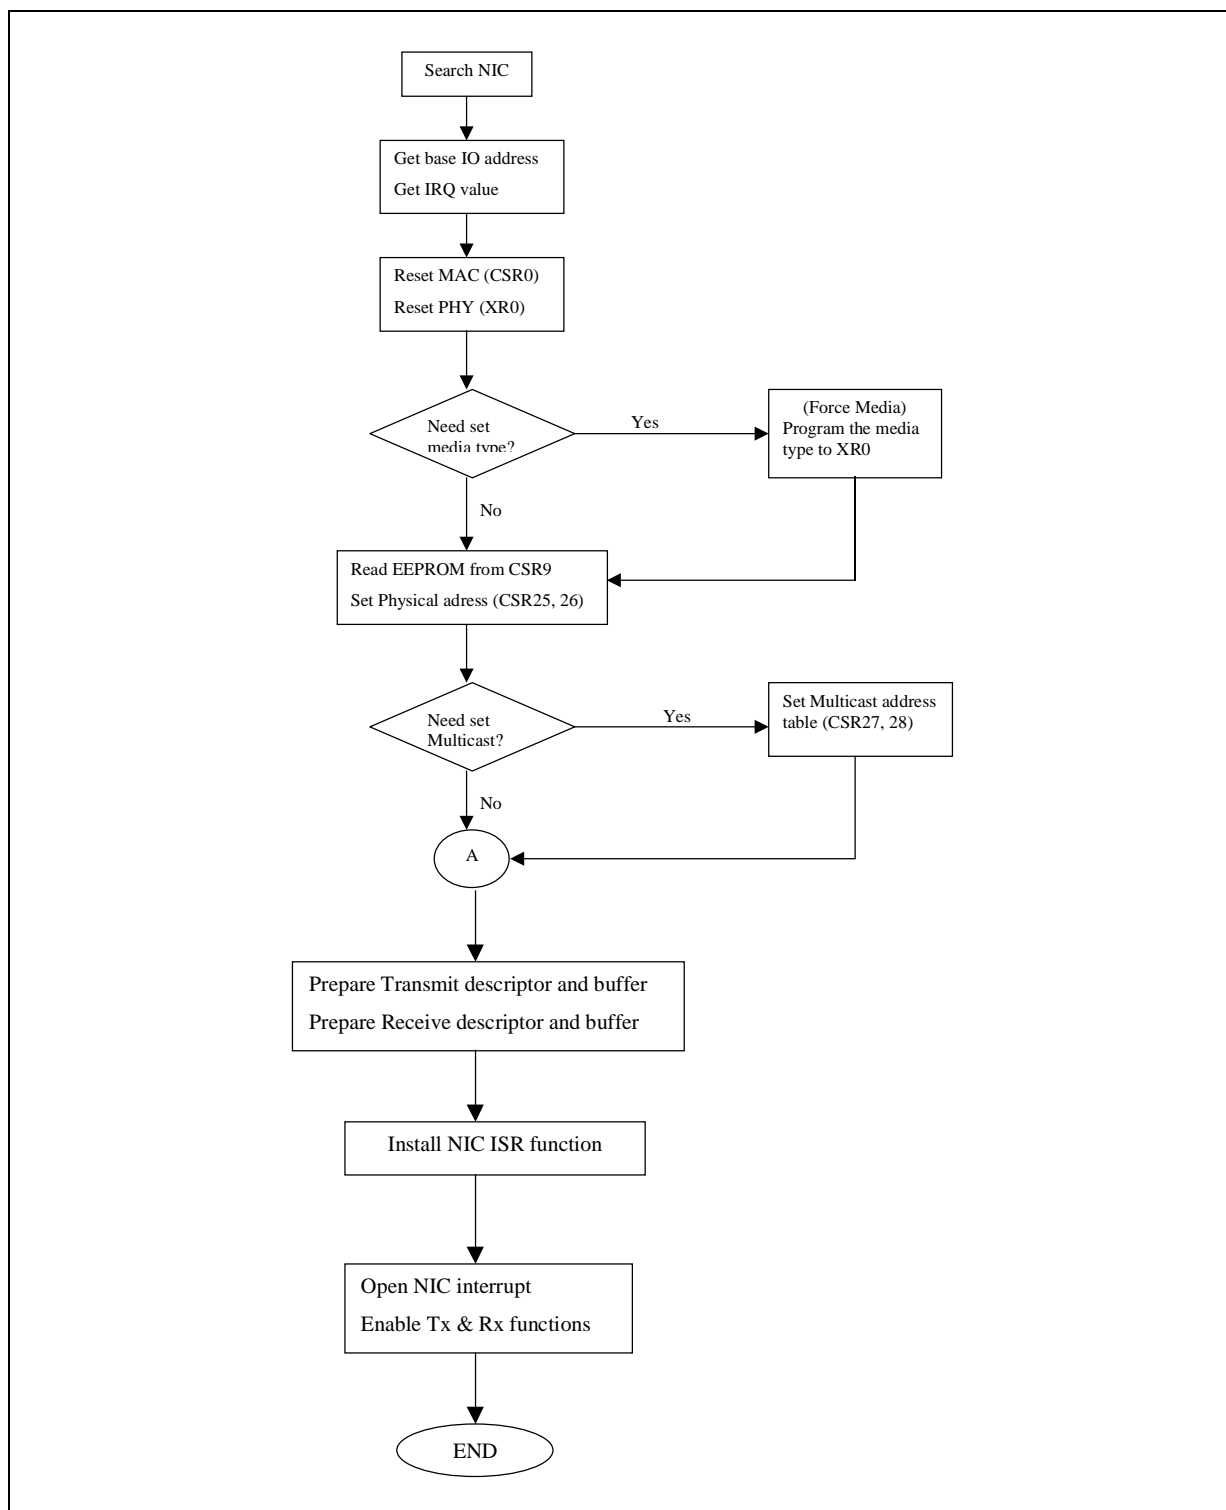 Search NIC
Get base IO address
Get IRQ value
Reset MAC (CSR0)
Reset PHY (XR0)
Need set
media type?
Yes
(Force Media)
Program the media
type to XR0
No
Read EEPROM from CSR9
Set Physical adress (CSR25, 26)
Need set
Multicast?
Yes
Set Multicast address
table (CSR27, 28)
No
A
Prepare Transmit descriptor and buffer
Prepare Receive descriptor and buffer
Install NIC ISR function
Open NIC interrupt
Enable Tx & Rx functions
END